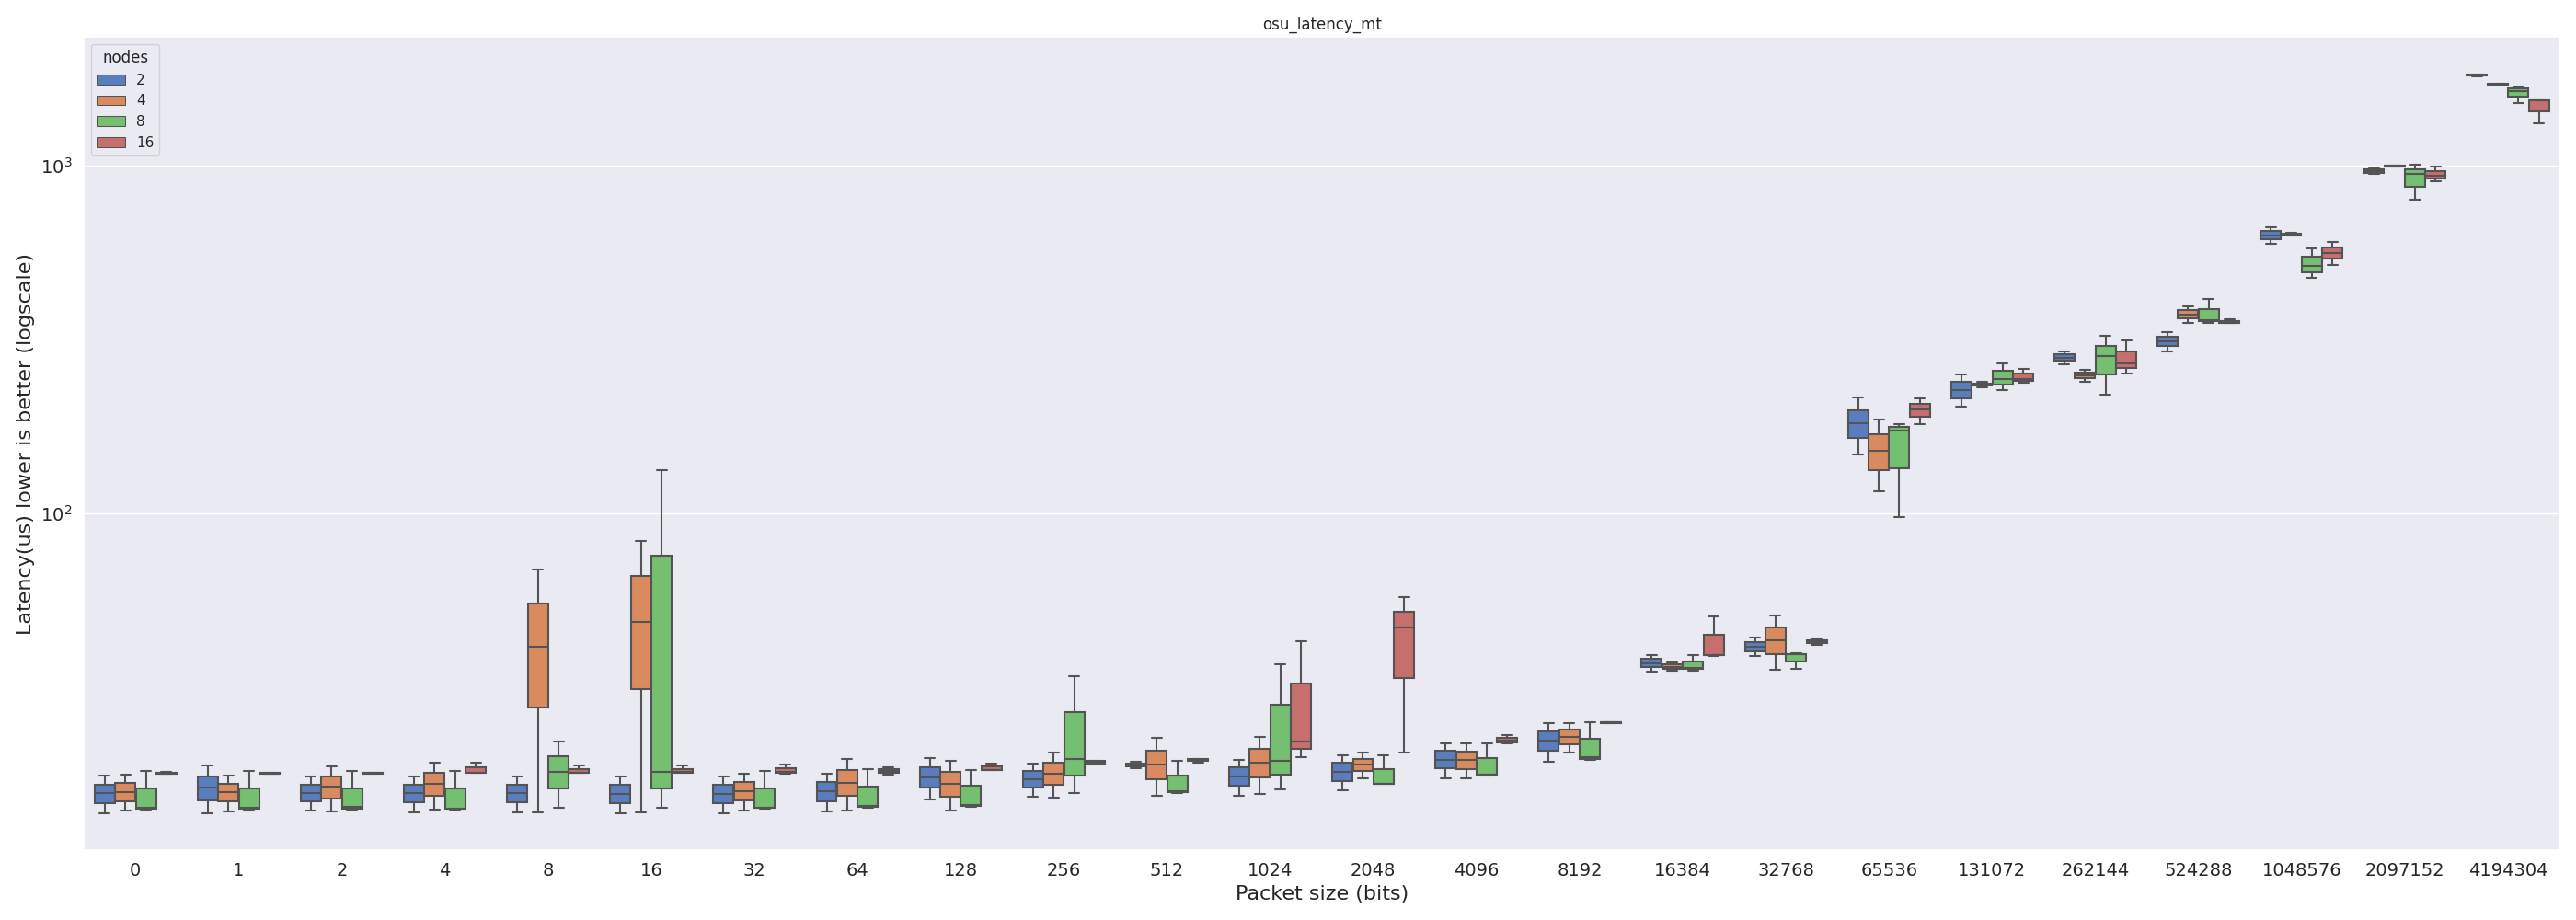 osu_latency_mt
nodes
2
4
8
16
10³
10²
Latency(us) lower is better (logscale)
0 1 2 4 8 16 32 64 128 256 512 1024 2048 4096 8192 16384 32768 65536 131072 262144 524288 1048576 2097152 4194304
Packet size (bits)